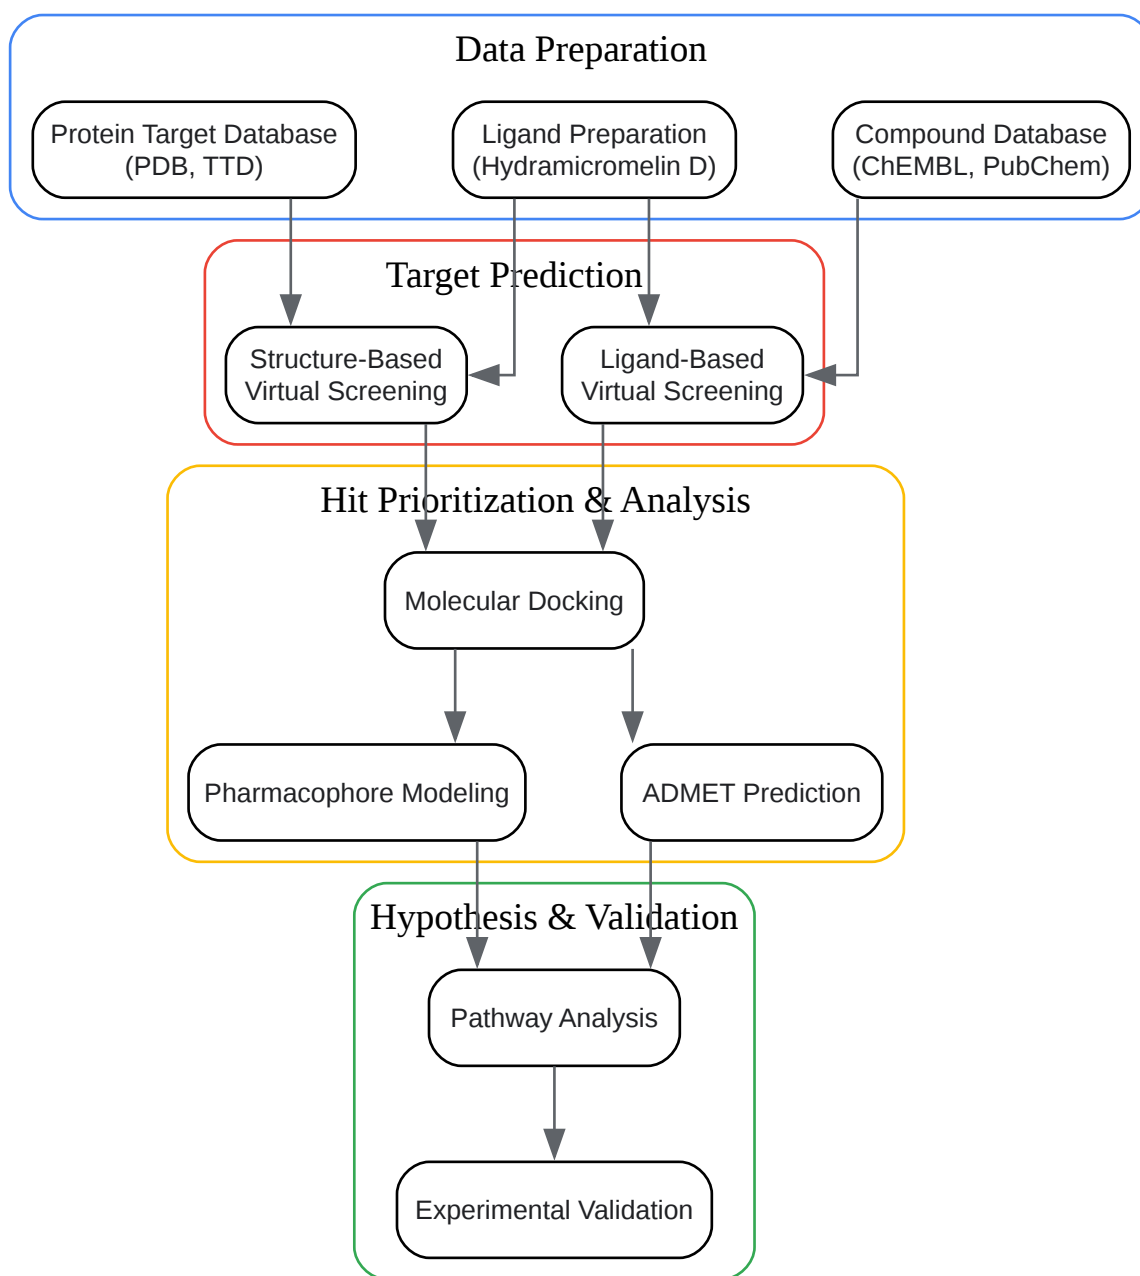 Data Preparation
Protein Target Database
(PDB, TTD)
Ligand Preparation
(Hydramicromelin D)
Compound Database
(ChEMBL, PubChem)
Target Prediction
Structure-Based
Virtual Screening
Ligand-Based
Virtual Screening
Hit Prioritization & Analysis
Molecular Docking
Pharmacophore Modeling
ADMET Prediction
Hypothesis & Validation
Pathway Analysis
Experimental Validation